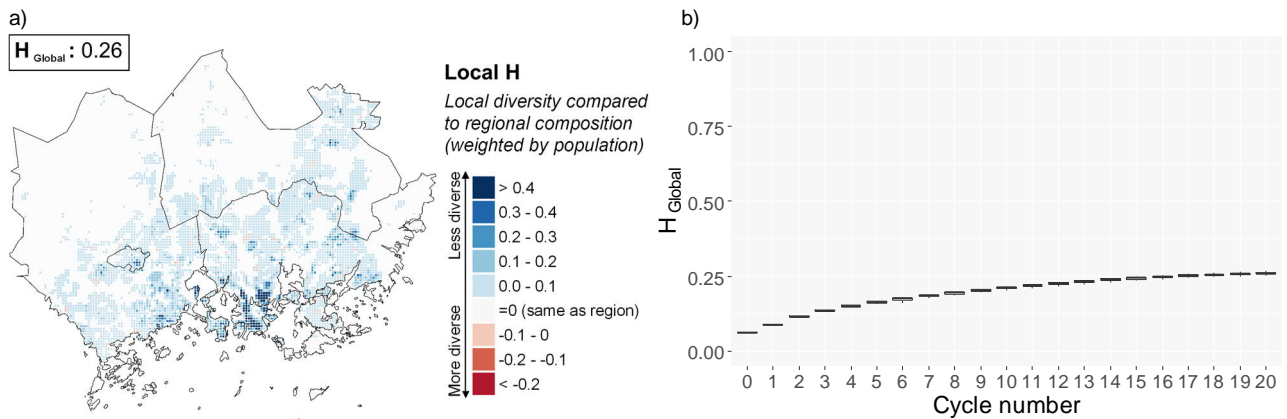 a)
H Global : 0.26
Local H
Local diversity compared
to regional composition
(weighted by population)
Less diverse
More diverse
> 0.4
0.3 - 0.4
0.2 - 0.3
0.1 - 0.2
0.0 - 0.1
=0 (same as region)
-0.1 - 0
-0.2 - -0.1
< -0.2
b)
H Global
1.00
0.75
0.50
0.25
0.00
0 1 2 3 4 5 6 7 8 9 10 11 12 13 14 15 16 17 18 19 20
Cycle number